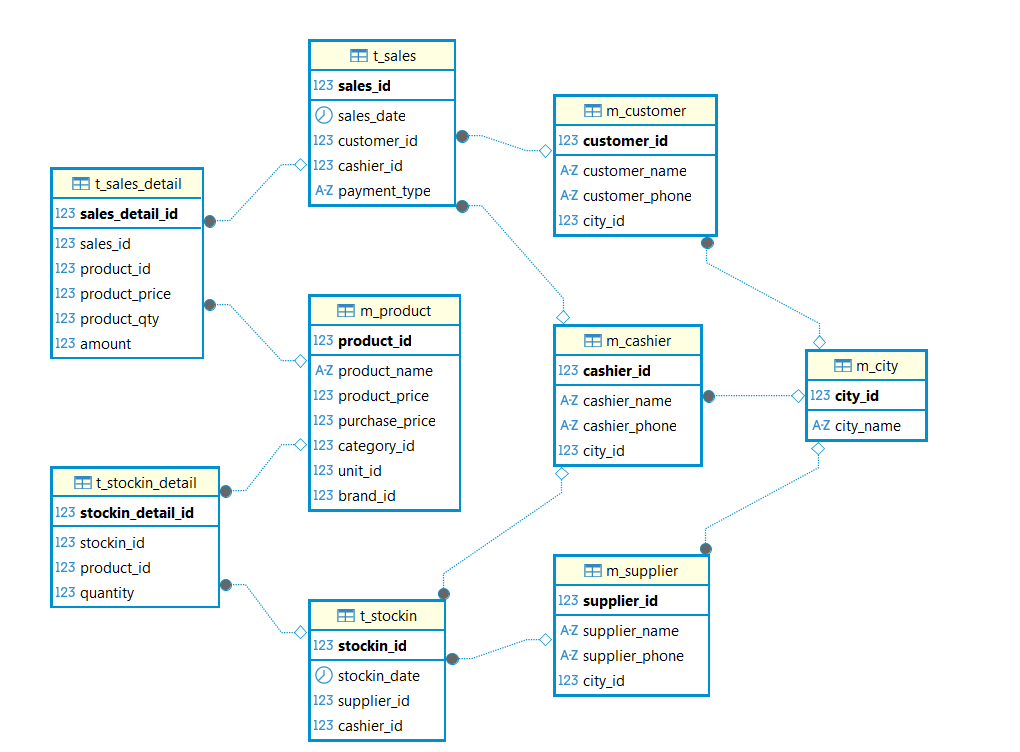 t_sales
123 sales_id
sales_date
123 customer_id
123 cashier_id
A-Z payment_type
m_customer
123 customer_id
A-Z customer_name
A-Z customer_phone
123 city_id
t_sales_detail
123 sales_detail_id
123 sales_id
123 product_id
123 product_price
123 product_qty
123 amount
m_product
123 product_id
A-Z product_name
123 product_price
123 purchase_price
123 category_id
123 unit_id
123 brand_id
m_cashier
123 cashier_id
A-Z cashier_name
A-Z cashier_phone
123 city_id
m_city
123 city_id
A-Z city_name
t_stockin_detail
123 stockin_detail_id
123 stockin_id
123 product_id
123 quantity
t_stockin
123 stockin_id
stockin_date
123 supplier_id
123 cashier_id
m_supplier
123 supplier_id
A-Z supplier_name
A-Z supplier_phone
123 city_id